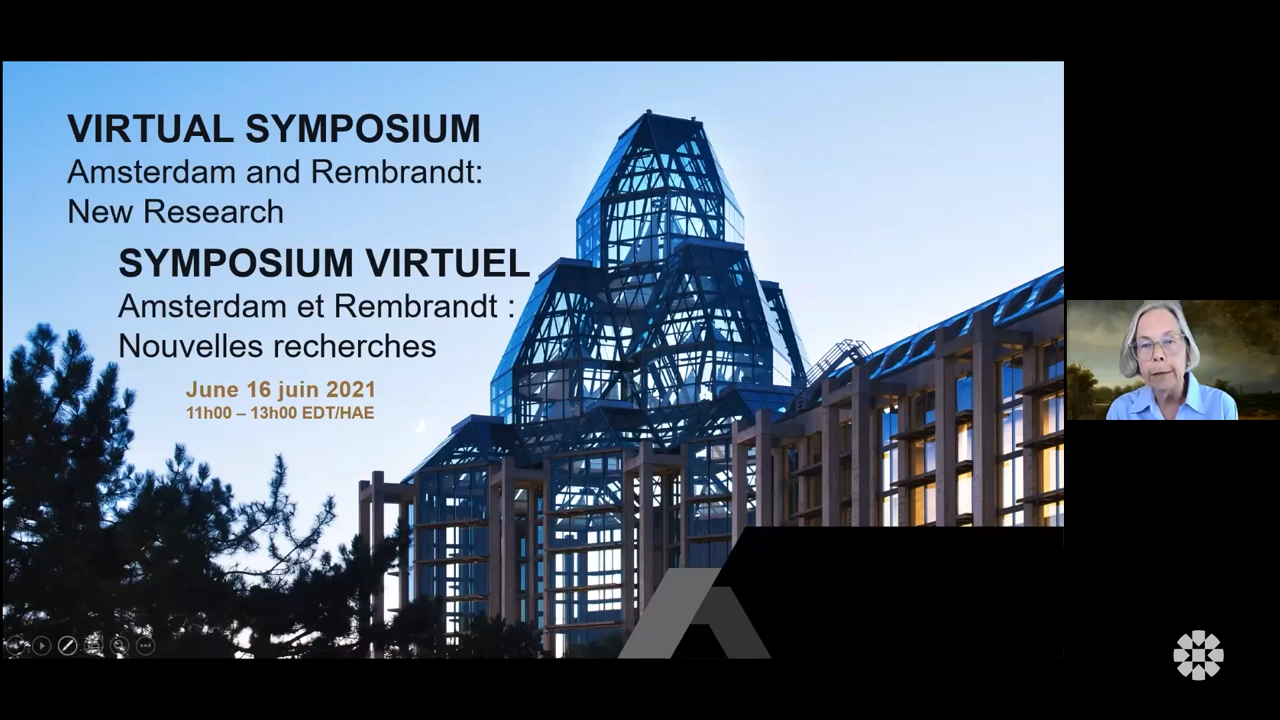 VIRTUAL SYMPOSIUM
Amsterdam and Rembrandt:
New Research
SYMPOSIUM VIRTUEL
Amsterdam et Rembrandt :
Nouvelles recherches
June 16 juin 2021
11h00 – 13h00 EDT/HAE